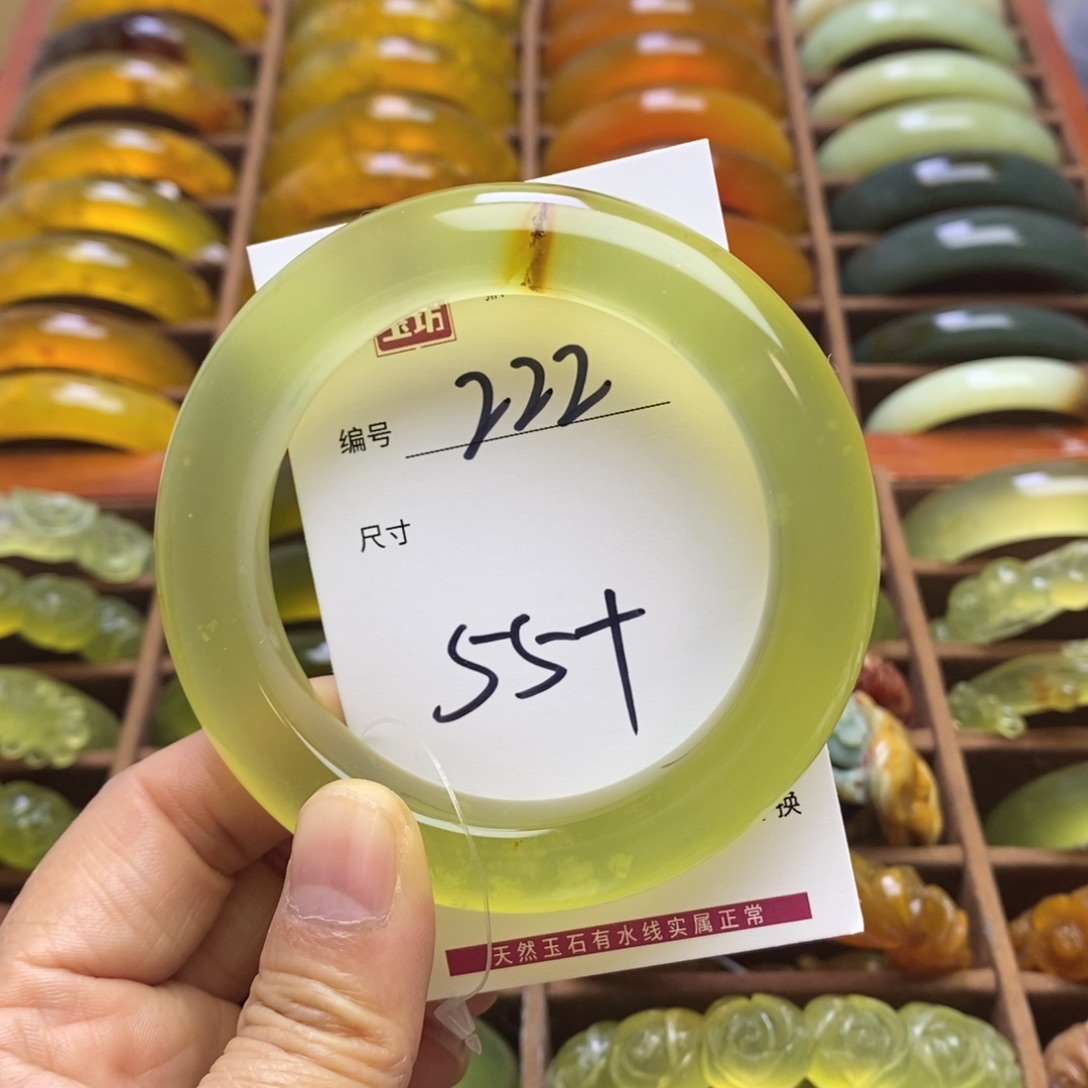 玉坊
编号 222
尺寸
55+
换
天然玉石有水线实属正常